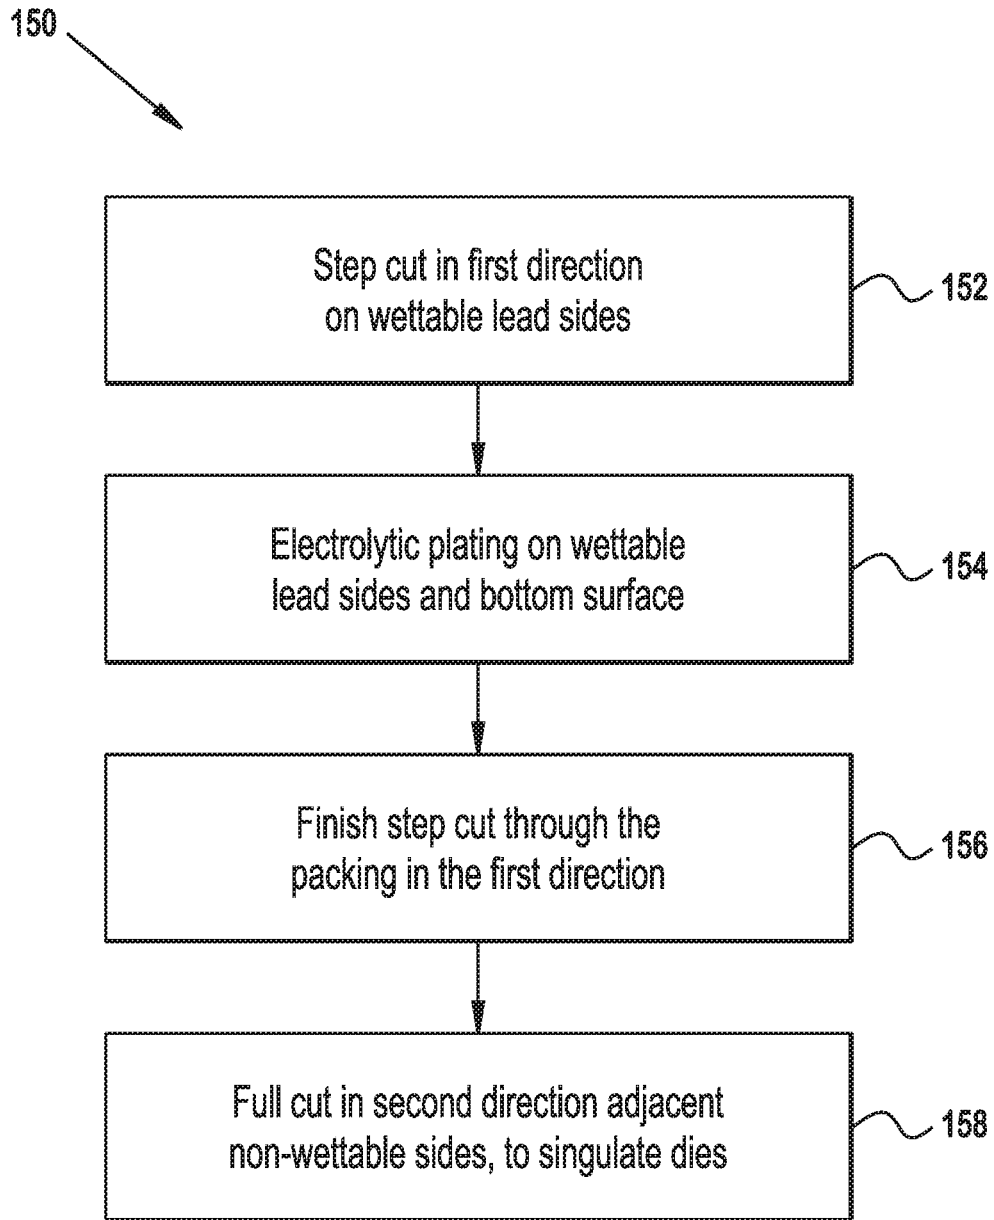 150
Step cut in first direction
on wettable lead sides
152
Electrolytic plating on wettable
lead sides and bottom surface
154
Finish step cut through the
packing in the first direction
156
Full cut in second direction adjacent
non-wettable sides, to singulate dies
158